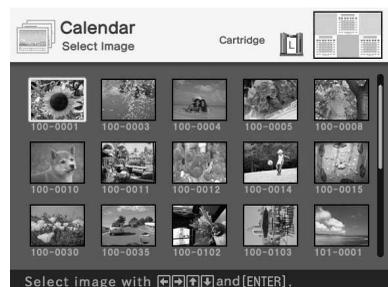 Calendar
Select Image
Cartridge L
100-0001 100-0003 100-0004 100-0005 100-0008
100-0010 100-0011 100-0012 100-0014 100-0015
100-0030 100-0035 100-0102 100-0103 101-0001
Select image with ←→↑↓ and [ENTER].